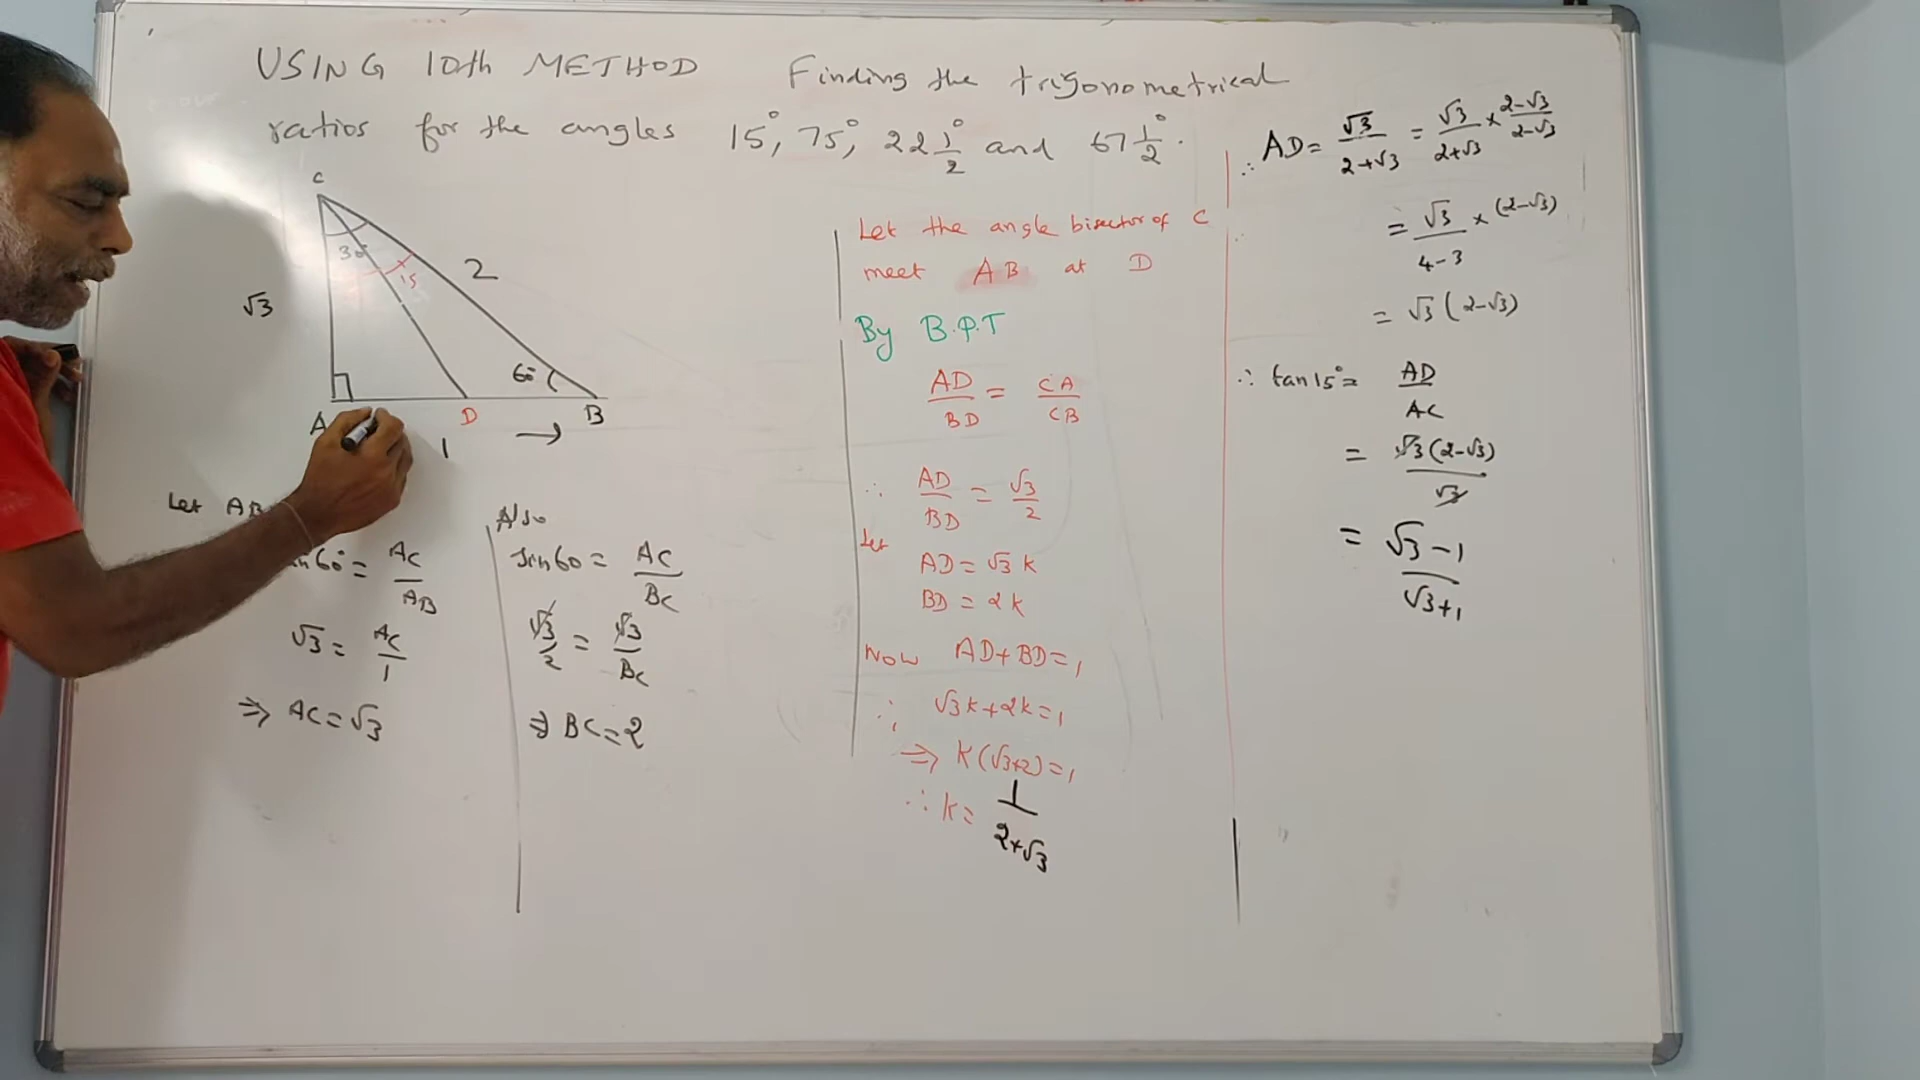 USING 10th METHOD Finding the trigonometrical
ratios for the angles 15°, 75°, 22 1/2° and 67 1/2°.
C
30
15
2
√3
60°
A
D
B
1 →
Let AB
60° = AC/AB
√3 = AC/1
⇒ AC = √3
Also
sin 60 = AC/BC
√3/2 = √3/BC
⇒ BC = 2
Let the angle bisector of C
meet AB at D
By B.P.T
AD/BD = CA/CB
∴ AD/BD = √3/2
Let
AD = √3 k
BD = 2k
Now AD + BD = 1
∴ √3k + 2k = 1
⇒ k(√3+2) = 1
∴ k = 1/2+√3
∴ AD = √3/2+√3 = √3/2+√3 × 2-√3/2-√3
= √3/4-3 × (2-√3)
= √3(2-√3)
∴ tan 15° = AD/AC
= √3(2-√3)/√3
= √3-1/√3+1